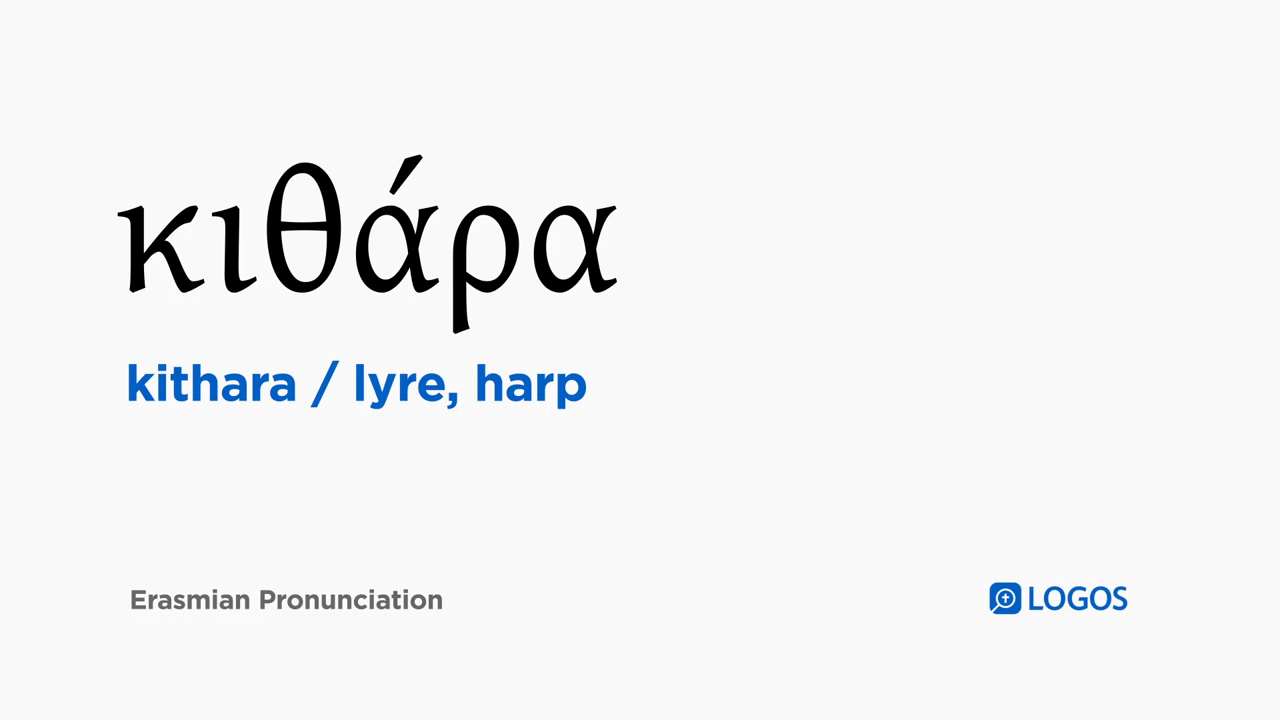 κιθάρα
kithara / lyre, harp
Erasmian Pronunciation
LOGOS